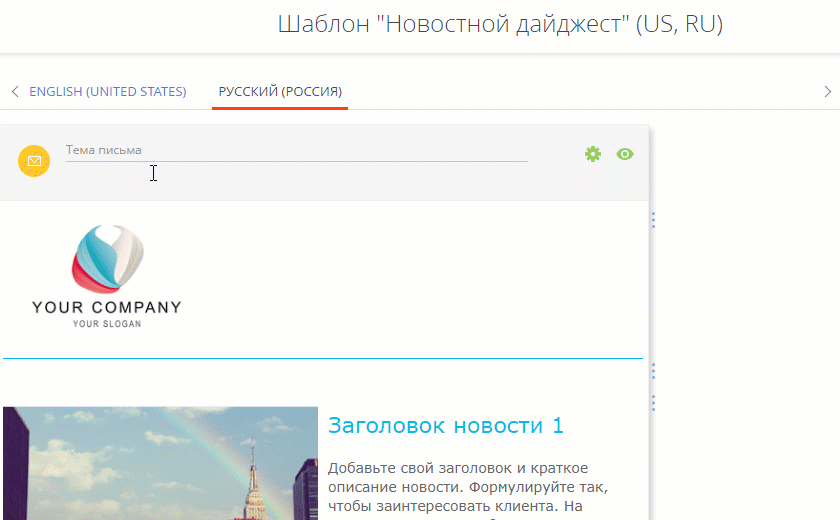 Шаблон "Новостной дайджест" (US, RU)
ENGLISH (UNITED STATES) РУССКИЙ (РОССИЯ)
Тема письма
YOUR COMPANY
YOUR SLOGAN
Заголовок новости 1
Добавьте свой заголовок и краткое
описание новости. Формулируйте так,
чтобы заинтересовать клиента. На